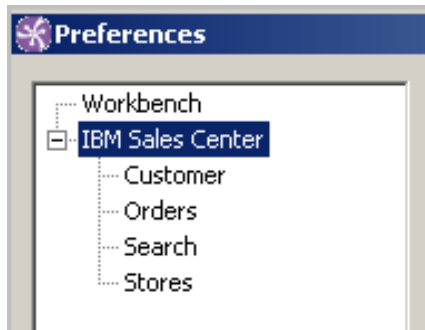 Preferences
Workbench
IBM Sales Center
Customer
Orders
Search
Stores